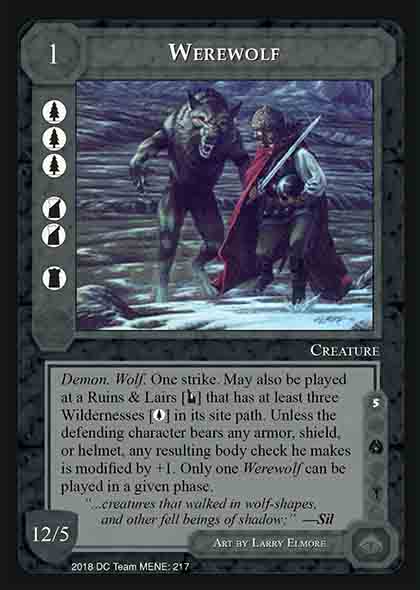 1
WEREWOLF
CREATURE
Demon. Wolf. One strike. May also be played
at a Ruins & Lairs [] that has at least three
Wildernesses [] in its site path. Unless the
defending character bears any armor, shield,
or helmet, any resulting body check he makes
is modified by +1. Only one Werewolf can be
played in a given phase.
"...creatures that walked in wolf-shapes,
and other fell beings of shadow;" —Sil
5
12/5
ART BY LARRY ELMORE
2018 DC Team MENE: 217